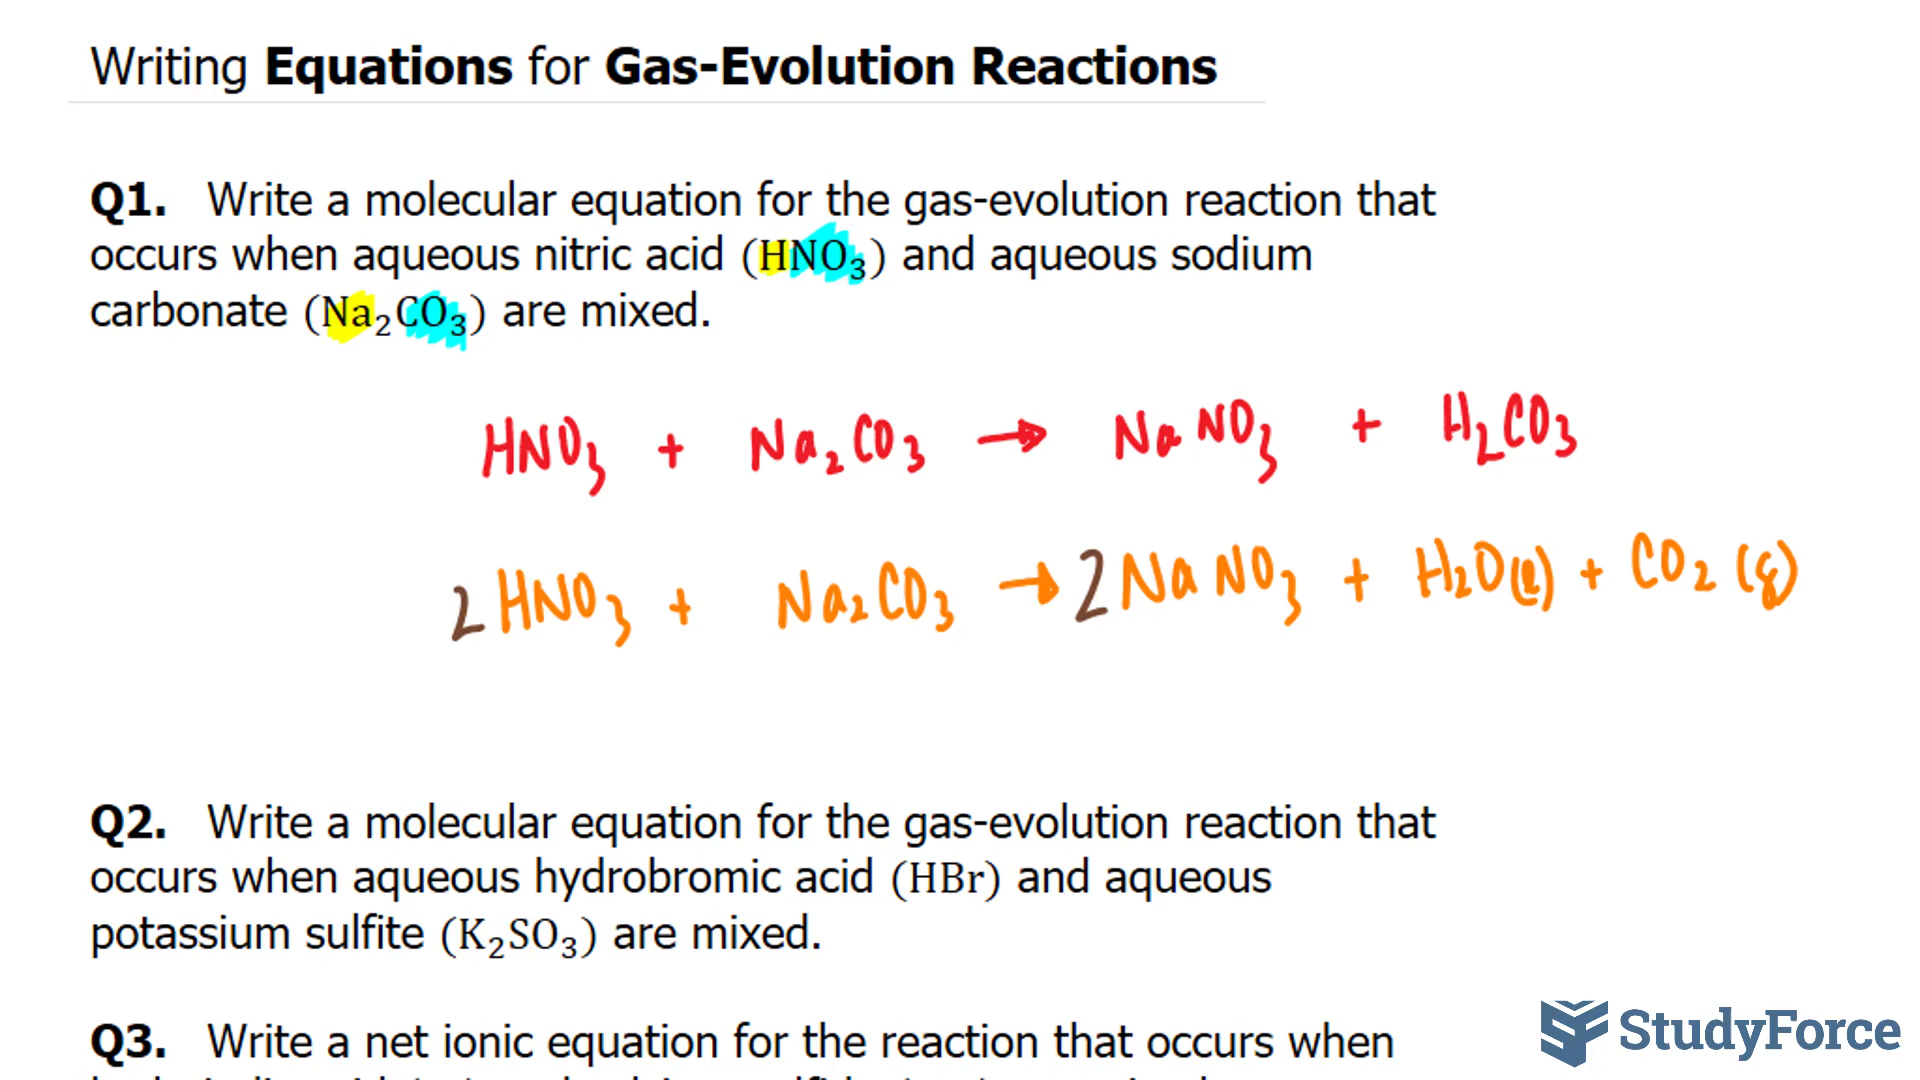 Writing Equations for Gas-Evolution Reactions
Q1. Write a molecular equation for the gas-evolution reaction that
occurs when aqueous nitric acid (HNO₃) and aqueous sodium
carbonate (Na₂CO₃) are mixed.
HNO₃ + Na₂CO₃ → NaNO₃ + H₂CO₃
2HNO₃ + Na₂CO₃ → 2NaNO₃ + H₂O(l) + CO₂(g)
Q2. Write a molecular equation for the gas-evolution reaction that
occurs when aqueous hydrobromic acid (HBr) and aqueous
potassium sulfite (K₂SO₃) are mixed.
Q3. Write a net ionic equation for the reaction that occurs when
StudyForce